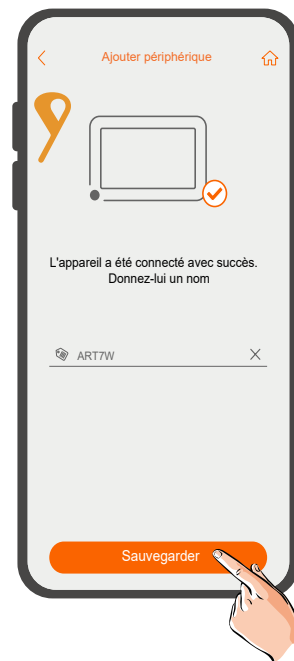 Ajouter périphérique
L'appareil a été connecté avec succès.
Donnez-lui un nom
ART7W
Sauvegarder